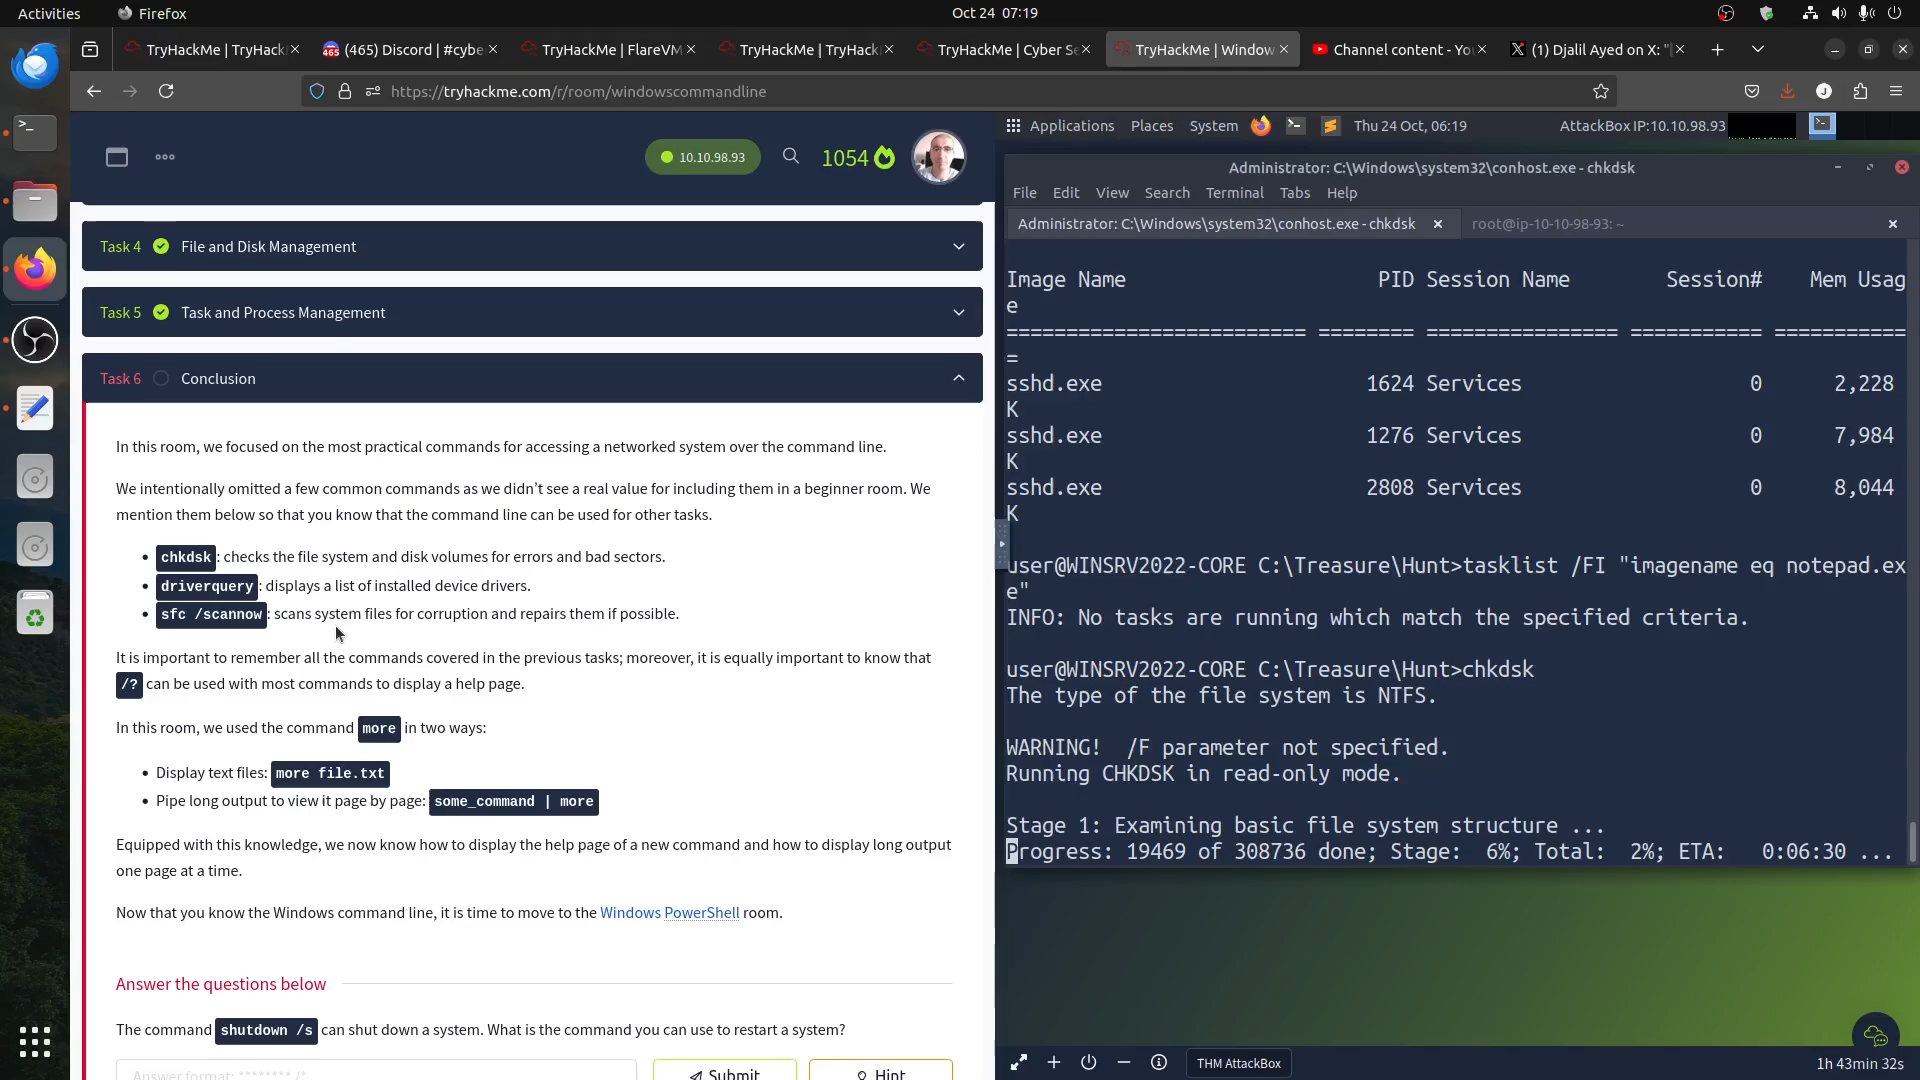 Activities
Firefox
Oct 24 07:19
TryHackMe | TryHack
(465) Discord | #cybe
TryHackMe | FlareVM
TryHackMe | TryHack
TryHackMe | Cyber Se
TryHackMe | Window
Channel content - You
(1) Djalil Ayed on X: "
https://tryhackme.com/r/room/windowscommandline
10.10.98.93
1054
Task 4
File and Disk Management
Task 5
Task and Process Management
Task 6
Conclusion
In this room, we focused on the most practical commands for accessing a networked system over the command line.
We intentionally omitted a few common commands as we didn’t see a real value for including them in a beginner room. We
mention them below so that you know that the command line can be used for other tasks.
• chkdsk: checks the file system and disk volumes for errors and bad sectors.
• driverquery: displays a list of installed device drivers.
• sfc /scannow: scans system files for corruption and repairs them if possible.
It is important to remember all the commands covered in the previous tasks; moreover, it is equally important to know that
/? can be used with most commands to display a help page.
In this room, we used the command more in two ways:
• Display text files: more file.txt
• Pipe long output to view it page by page: some_command | more
Equipped with this knowledge, we now know how to display the help page of a new command and how to display long output
one page at a time.
Now that you know the Windows command line, it is time to move to the Windows PowerShell room.
Answer the questions below
The command shutdown /s can shut down a system. What is the command you can use to restart a system?
Answer format: ******** /*
Submit
Hint
Applications
Places
System
Thu 24 Oct, 06:19
AttackBox IP:10.10.98.93
Administrator: C:\Windows\system32\conhost.exe - chkdsk
File Edit View Search Terminal Tabs Help
Administrator: C:\Windows\system32\conhost.exe - chkdsk
root@ip-10-10-98-93: ~
Image Name PID Session Name Session# Mem Usag
e
========================= ======== ================ =========== ===========
=
sshd.exe 1624 Services 0 2,228
K
sshd.exe 1276 Services 0 7,984
K
sshd.exe 2808 Services 0 8,044
K
user@WINSRV2022-CORE C:\Treasure\Hunt>tasklist /FI "imagename eq notepad.ex
e"
INFO: No tasks are running which match the specified criteria.
user@WINSRV2022-CORE C:\Treasure\Hunt>chkdsk
The type of the file system is NTFS.
WARNING! /F parameter not specified.
Running CHKDSK in read-only mode.
Stage 1: Examining basic file system structure ...
Progress: 19469 of 308736 done; Stage: 6%; Total: 2%; ETA: 0:06:30 ...
THM AttackBox
1h 43min 32s